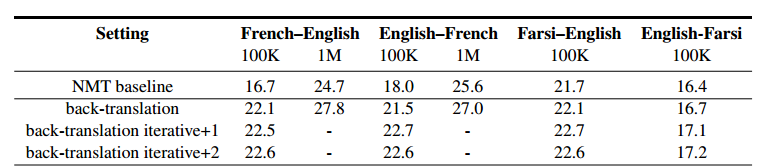 Setting French–English English–French Farsi–English English-Farsi
100K 1M 100K 1M 100K 100K
NMT baseline 16.7 24.7 18.0 25.6 21.7 16.4
back-translation 22.1 27.8 21.5 27.0 22.1 16.7
back-translation iterative+1 22.5 - 22.7 - 22.7 17.1
back-translation iterative+2 22.6 - 22.6 - 22.6 17.2